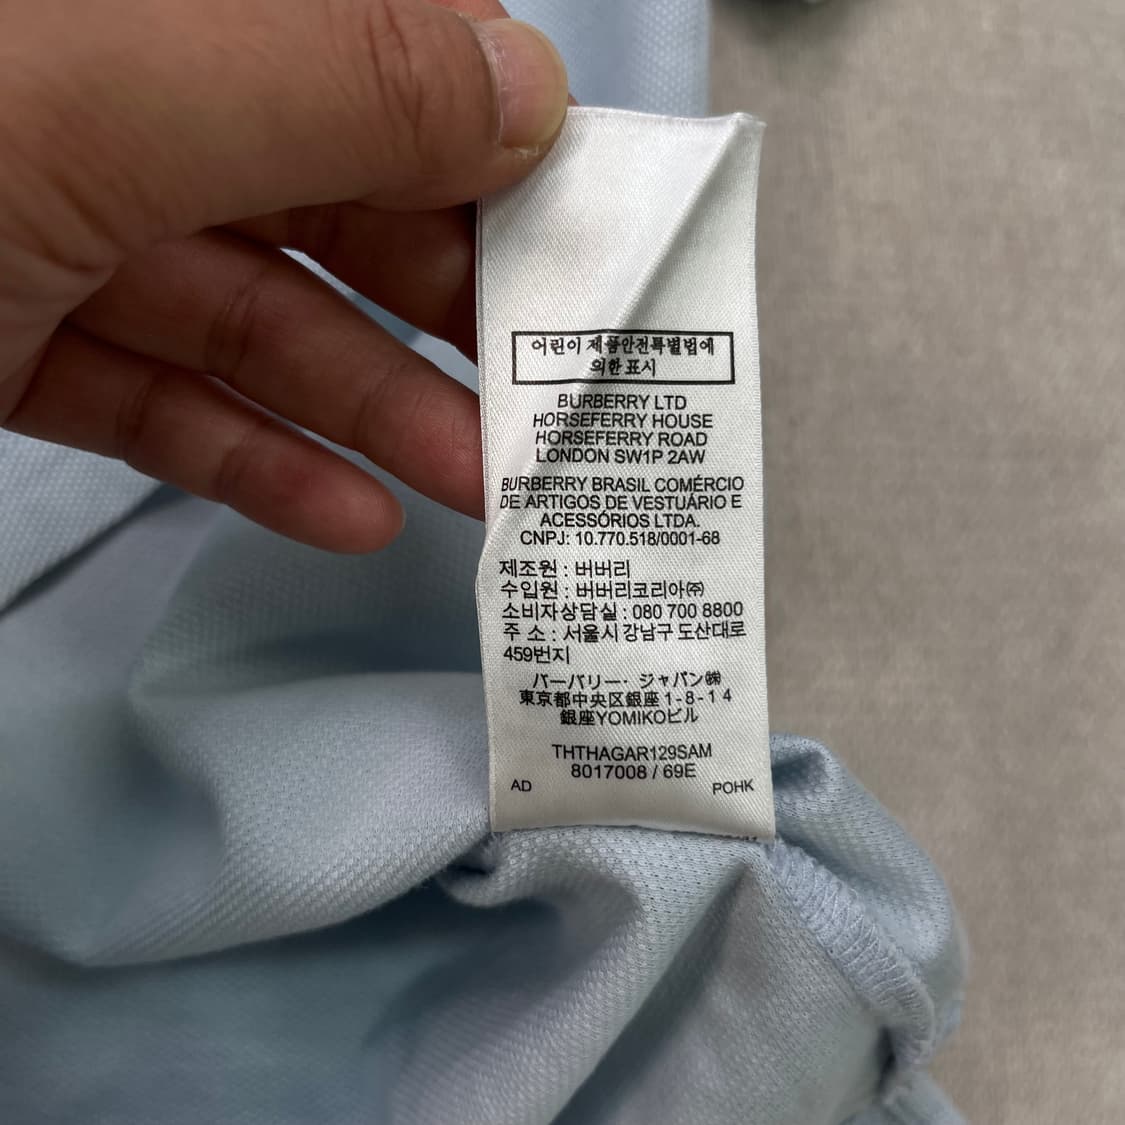 어린이 제품안전특별법에
의한 표시
BURBERRY LTD
HORSEFERRY HOUSE
HORSEFERRY ROAD
LONDON SW1P 2AW
BURBERRY BRASIL COMÉRCIO
DE ARTIGOS DE VESTUÁRIO E
ACESSÓRIOS LTDA.
CNPJ: 10.770.518/0001-68
제조원 : 버버리
수입원 : 버버리코리아㈜
소비자상담실 : 080 700 8800
주 소 : 서울시 강남구 도산대로
459번지
バーバリー・ジャパン㈱
東京都中央区銀座 1-8-14
銀座YOMIKOビル
THTHAGAR129SAM
8017008 / 69E
AD POHK